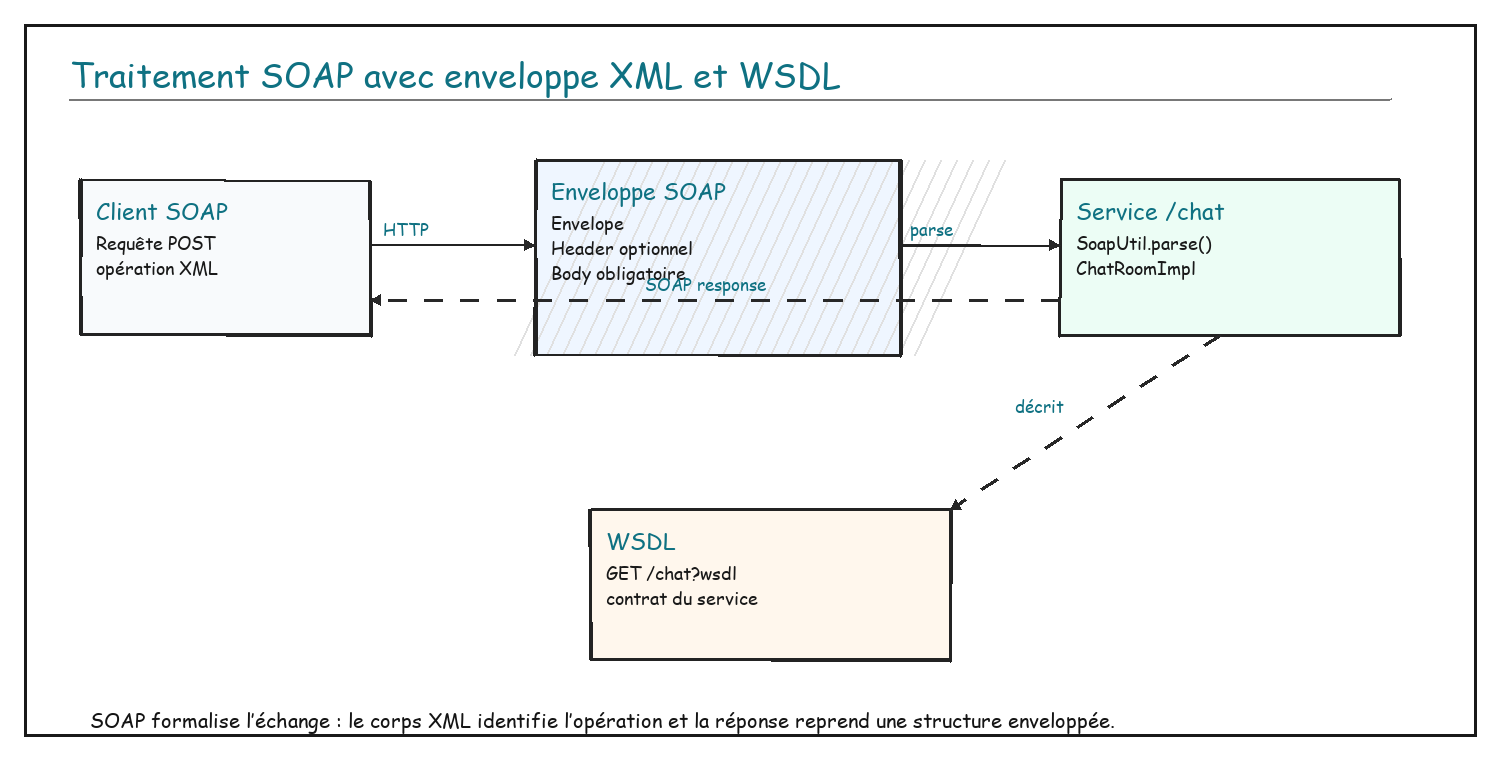 Traitement SOAP avec enveloppe XML et WSDL
Client SOAP
Requête POST
opération XML
HTTP
Enveloppe SOAP
Envelope
Header optionnel
Body obligatoire
SOAP response
parse
Service /chat
SoapUtil.parse()
ChatRoomImpl
décrit
WSDL
GET /chat?wsdl
contrat du service
SOAP formalise l'échange : le corps XML identifie l'opération et la réponse reprend une structure enveloppée.